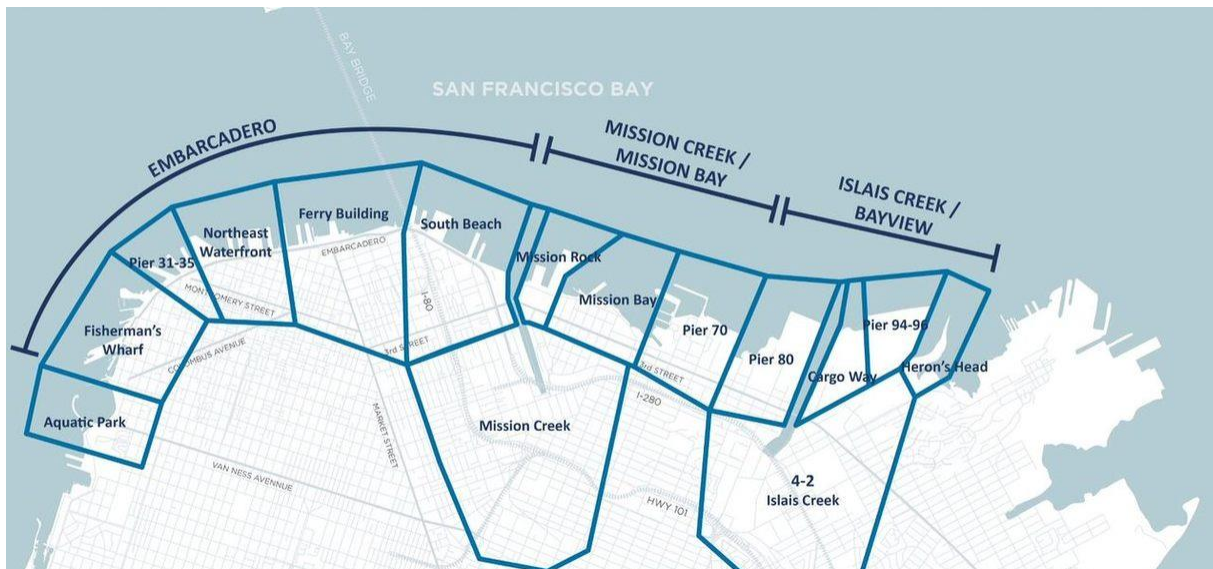 BAY BRIDGE
SAN FRANCISCO BAY
EMBARCADERO
MISSION CREEK /
MISSION BAY
ISLAIS CREEK /
BAYVIEW
Ferry Building
South Beach
Northeast
Waterfront
EMBARCADERO
Pier 31-35
Mission Rock
MONTGOMERY STREET
I-80
Mission Bay
Fisherman's
Wharf
Pier 70
Pier 94-96
COLUMBUS AVENUE
3rd STREET
Pier 80
Cargo Way
Heron's Head
3rd STREET
I-280
Aquatic Park
MARKET STREET
Mission Creek
VAN NESS AVENNUE
4-2
Islais Creek
HWY 101